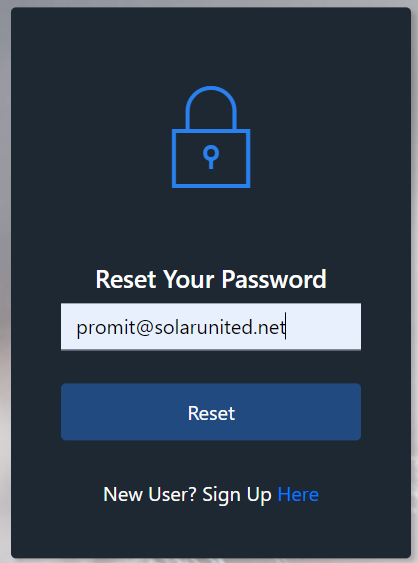 Reset Your Password
promit@solarunited.net
Reset
New User? Sign Up Here